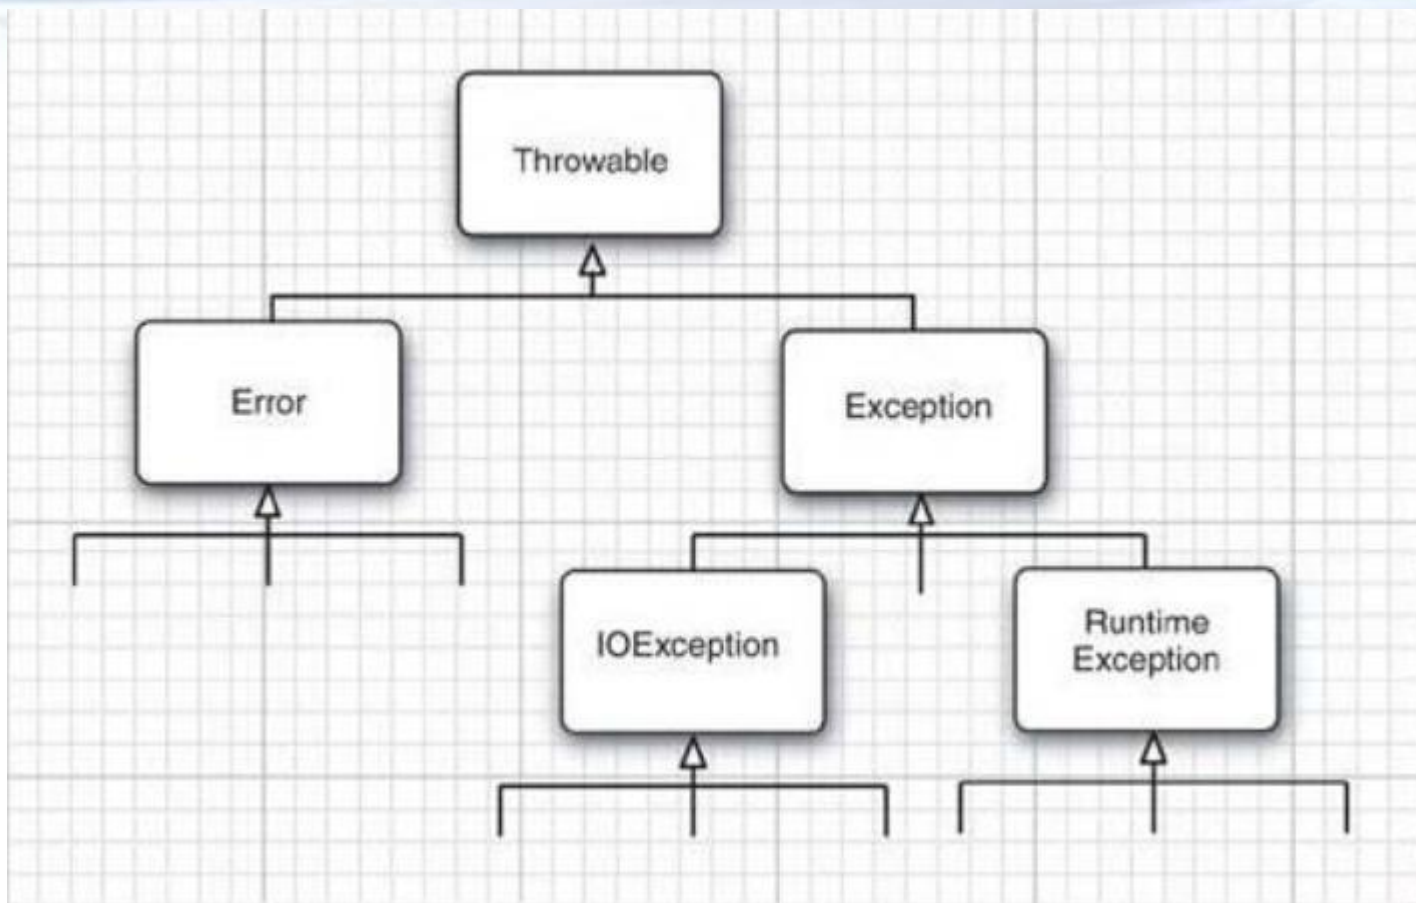 Throwable
Error
Exception
IOException
Runtime
Exception